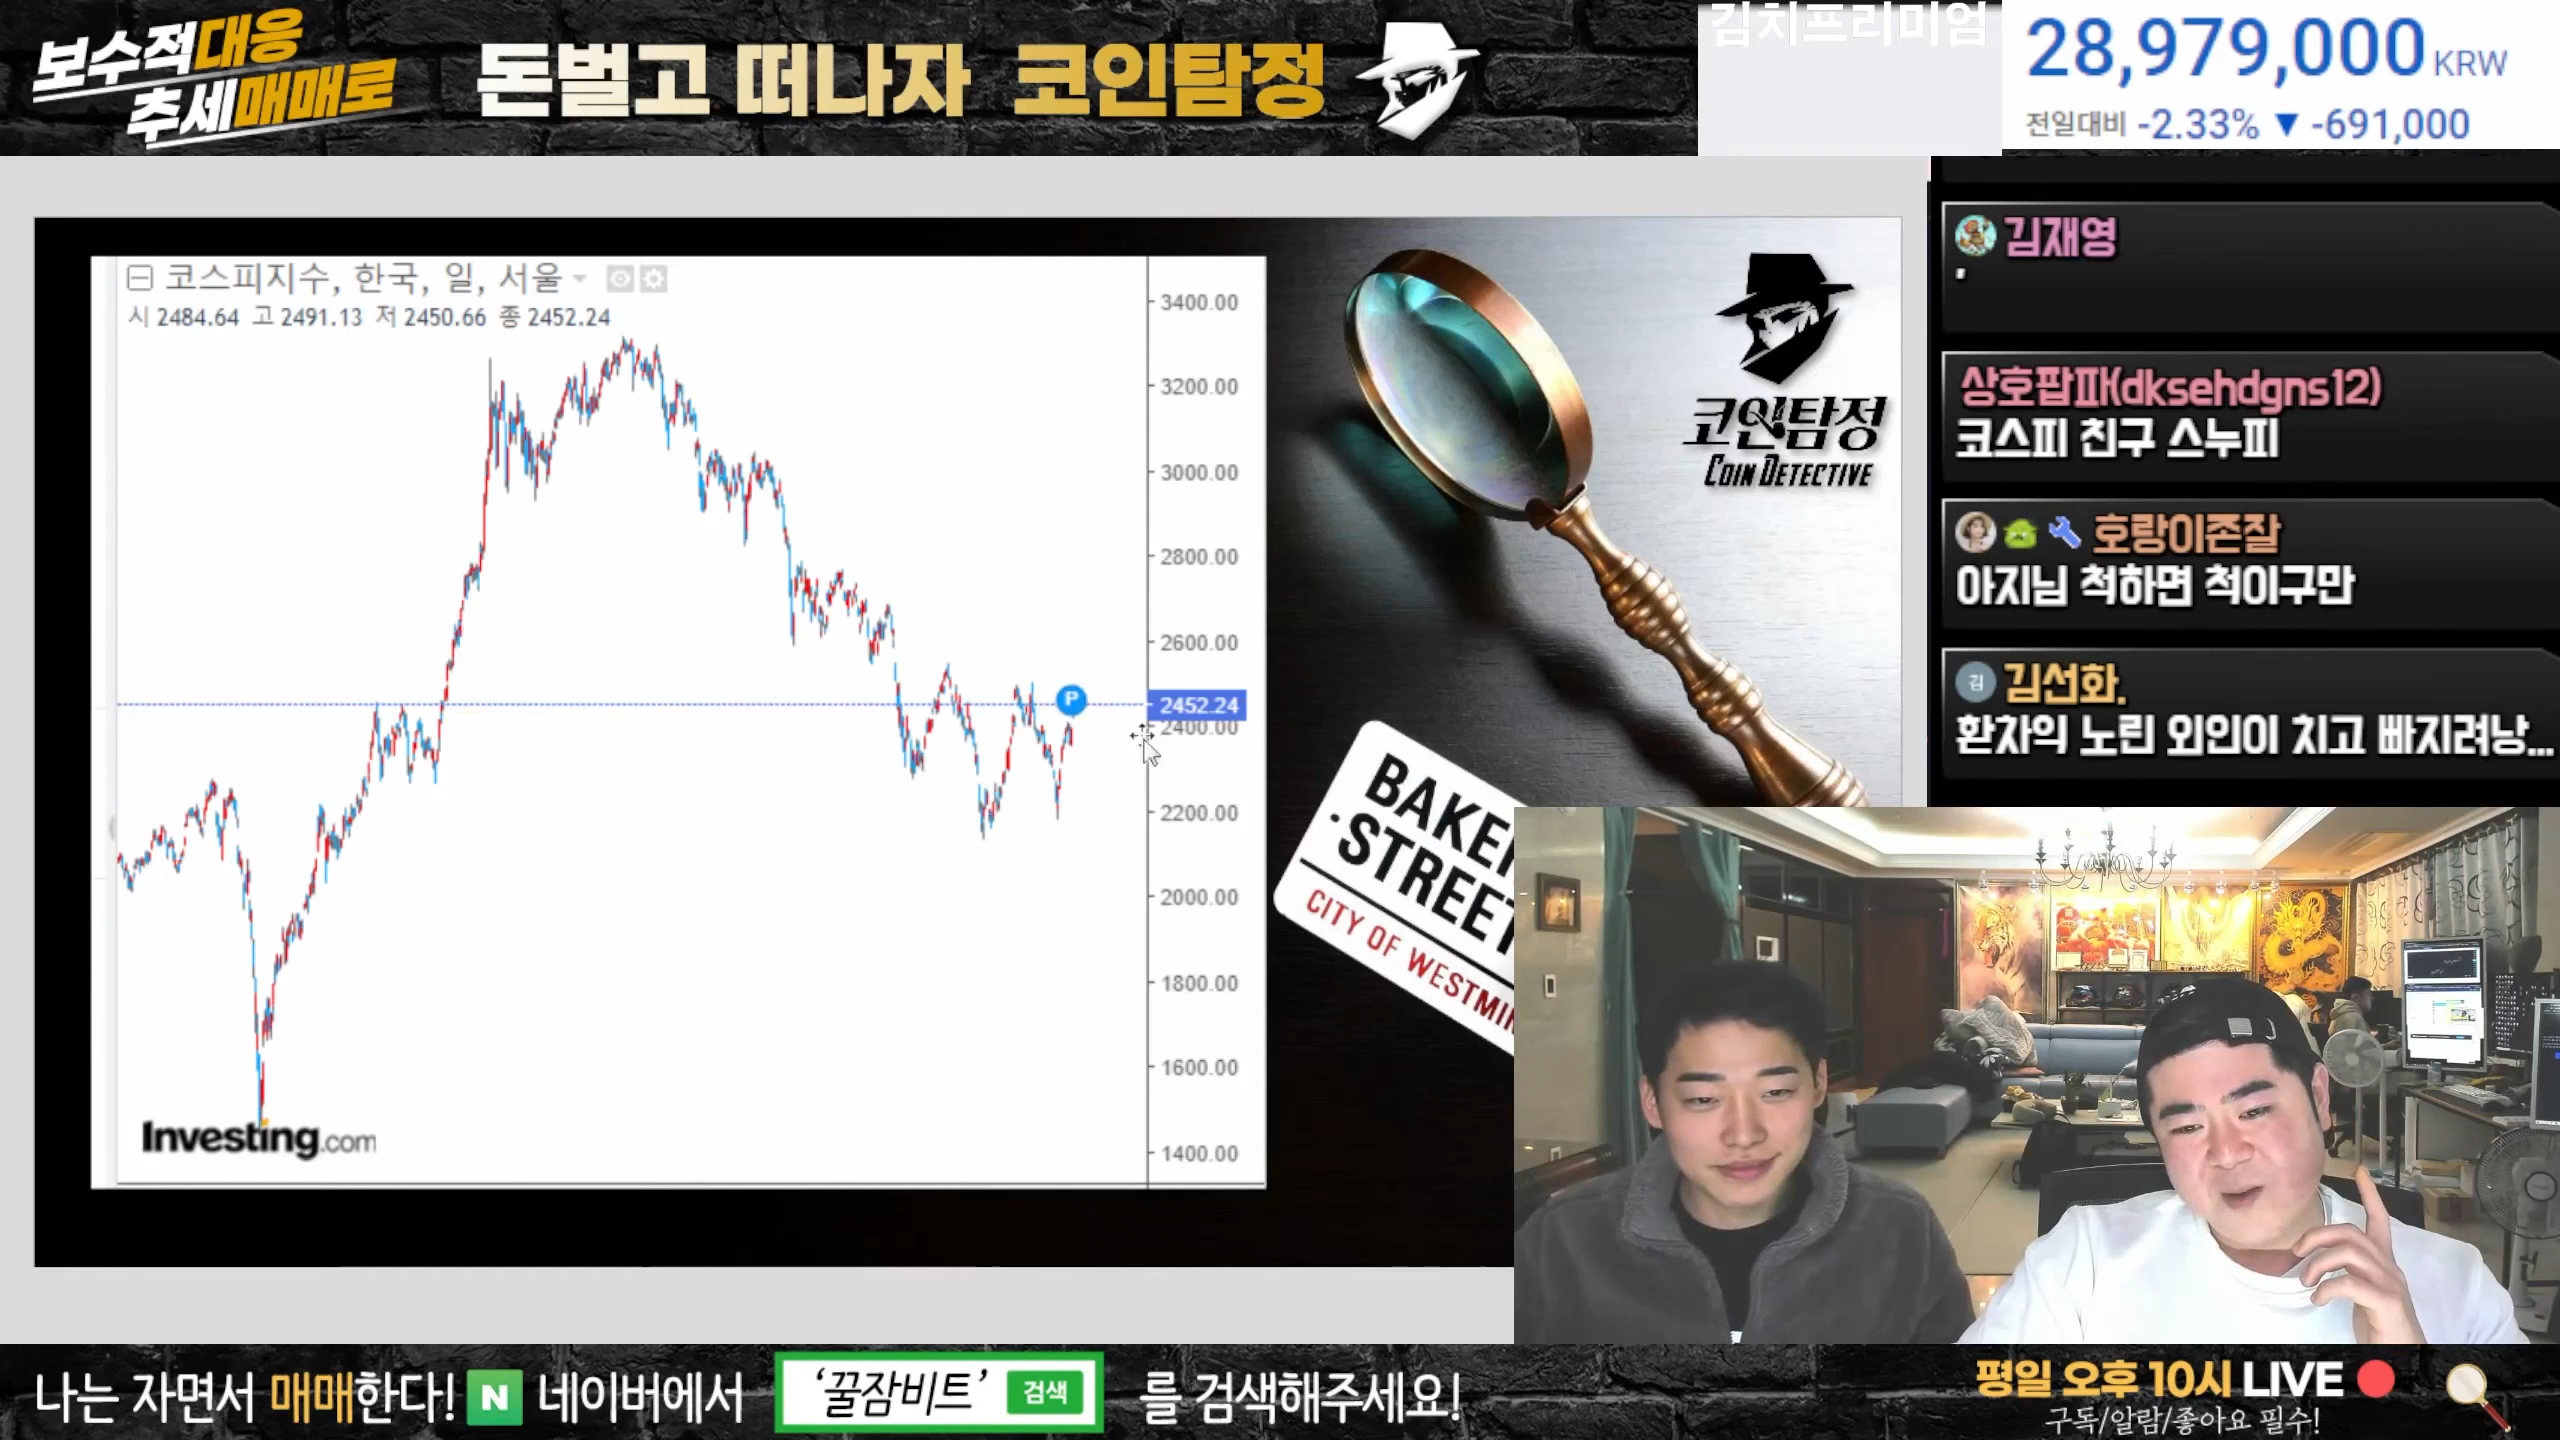 보수적대응
추세매매로
돈벌고 떠나자 코인탐정
김치프리미엄
28,979,000 KRW
전일대비 -2.33% ▼ -691,000
코스피지수, 한국, 일, 서울
시 2484.64 고 2491.13 저 2450.66 종 2452.24
3400.00
3200.00
3000.00
2800.00
2600.00
P
2452.24
2400.00
2200.00
2000.00
1800.00
1600.00
1400.00
Investing.com
코인탐정
COIN DETECTIVE
BAKE
STREET
CITY OF WESTMI
김재영
,
상호팝파(dksehdgns12)
코스피 친구 스누피
호랑이존잘
아지님 척하면 척이구만
김 김선화.
환차익 노린 외인이 치고 빠지려낭...
나는 자면서 매매한다! N 네이버에서 '꿀잠비트' 검색 를 검색해주세요!
평일 오후 10시 LIVE
구독/알람/좋아요 필수!